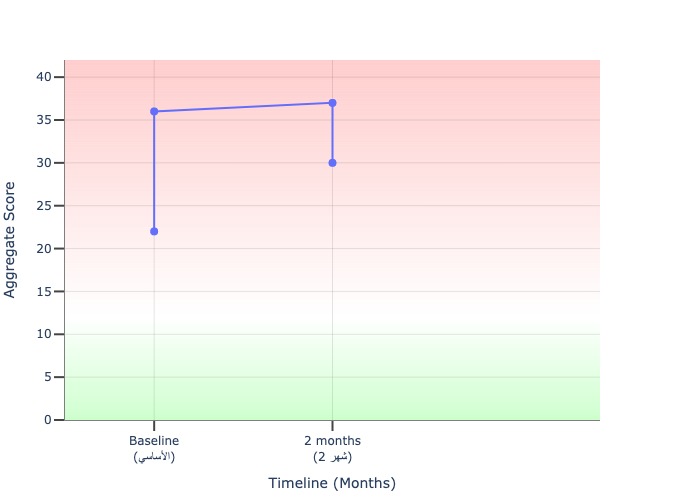 40
35
30
25
20
15
10
5
0
Aggregate Score
Baseline
(الأساسي)
2 months
(2 شهر)
Timeline (Months)